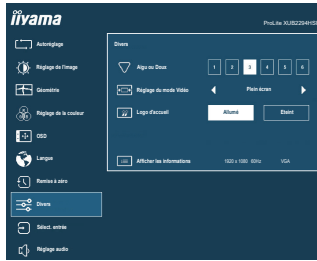 iiyama
ProLite XUB2294HS
Autoréglage
Réglage de l'image
Géométrie
Réglage de la couleur
OSD
Langue
Remise à zéro
Divers
Sélect. entrée
Réglage audio
Divers
Aigu ou Doux
1 2 3 4 5 6
Réglage du mode Vidéo
Plein écran
Logo d'accueil
Allumé
Eteint
Afficher les informations
1920 x 1080 60Hz
VGA